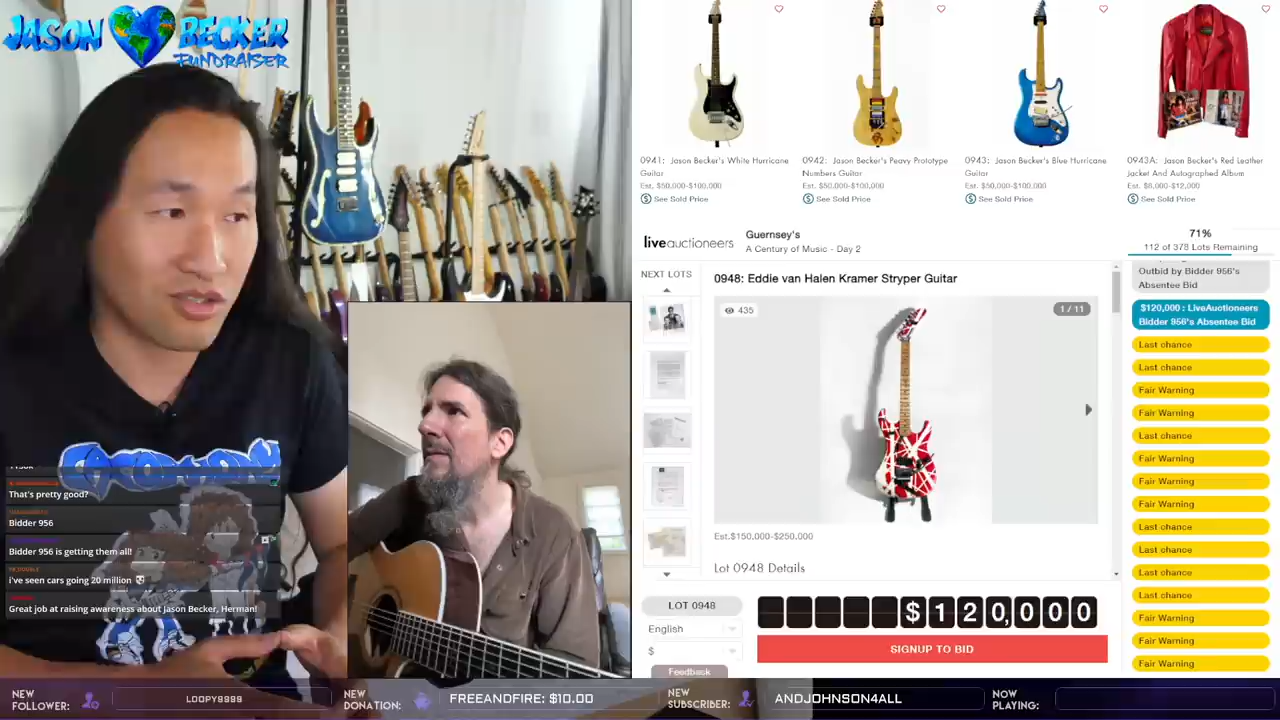 JASON BECKER
FUNDRAISER
That's pretty good?
Bidder 956
Bidder 956 is getting them all!
i've seen cars going 20 million
Great job at raising awareness about jason Becker, Herman!
0941: Jason Becker's White Hurricane
Guitar
Est. $50,000-$100,000
See Sold Price
0942: Jason Becker's Peavy Prototype
Numbers Guitar
Est. $50,000-$100,000
See Sold Price
0943: Jason Becker's Blue Hurricane
Guitar
Est. $50,000-$100,000
See Sold Price
0943A: Jason Becker's Red Leather
Jacket And Autographed Album
Est. $8,000-$12,000
See Sold Price
liveauctioneers
Guernsey's
A Century of Music - Day 2
71%
112 of 378 Lots Remaining
NEXT LOTS
0948: Eddie van Halen Kramer Stryper Guitar
435
1 / 11
Est.$150,000-$250,000
Lot 0948 Details
LOT 0948
English
$
Feedback
$120,000
SIGNUP TO BID
Outbid by Bidder 956's
Absentee Bid
$120,000 : LiveAuctioneers
Bidder 956's Absentee Bid
Last chance
Last chance
Fair Warning
Fair Warning
Last chance
Fair Warning
Fair Warning
Fair Warning
Last chance
Last chance
Last chance
Last chance
Fair Warning
Fair Warning
Fair Warning
NEW
FOLLOWER:
LOOPY9999
NEW
DONATION:
FREEANDFIRE: $10.00
NEW
SUBSCRIBER:
ANDJOHNSON4ALL
NOW
PLAYING: